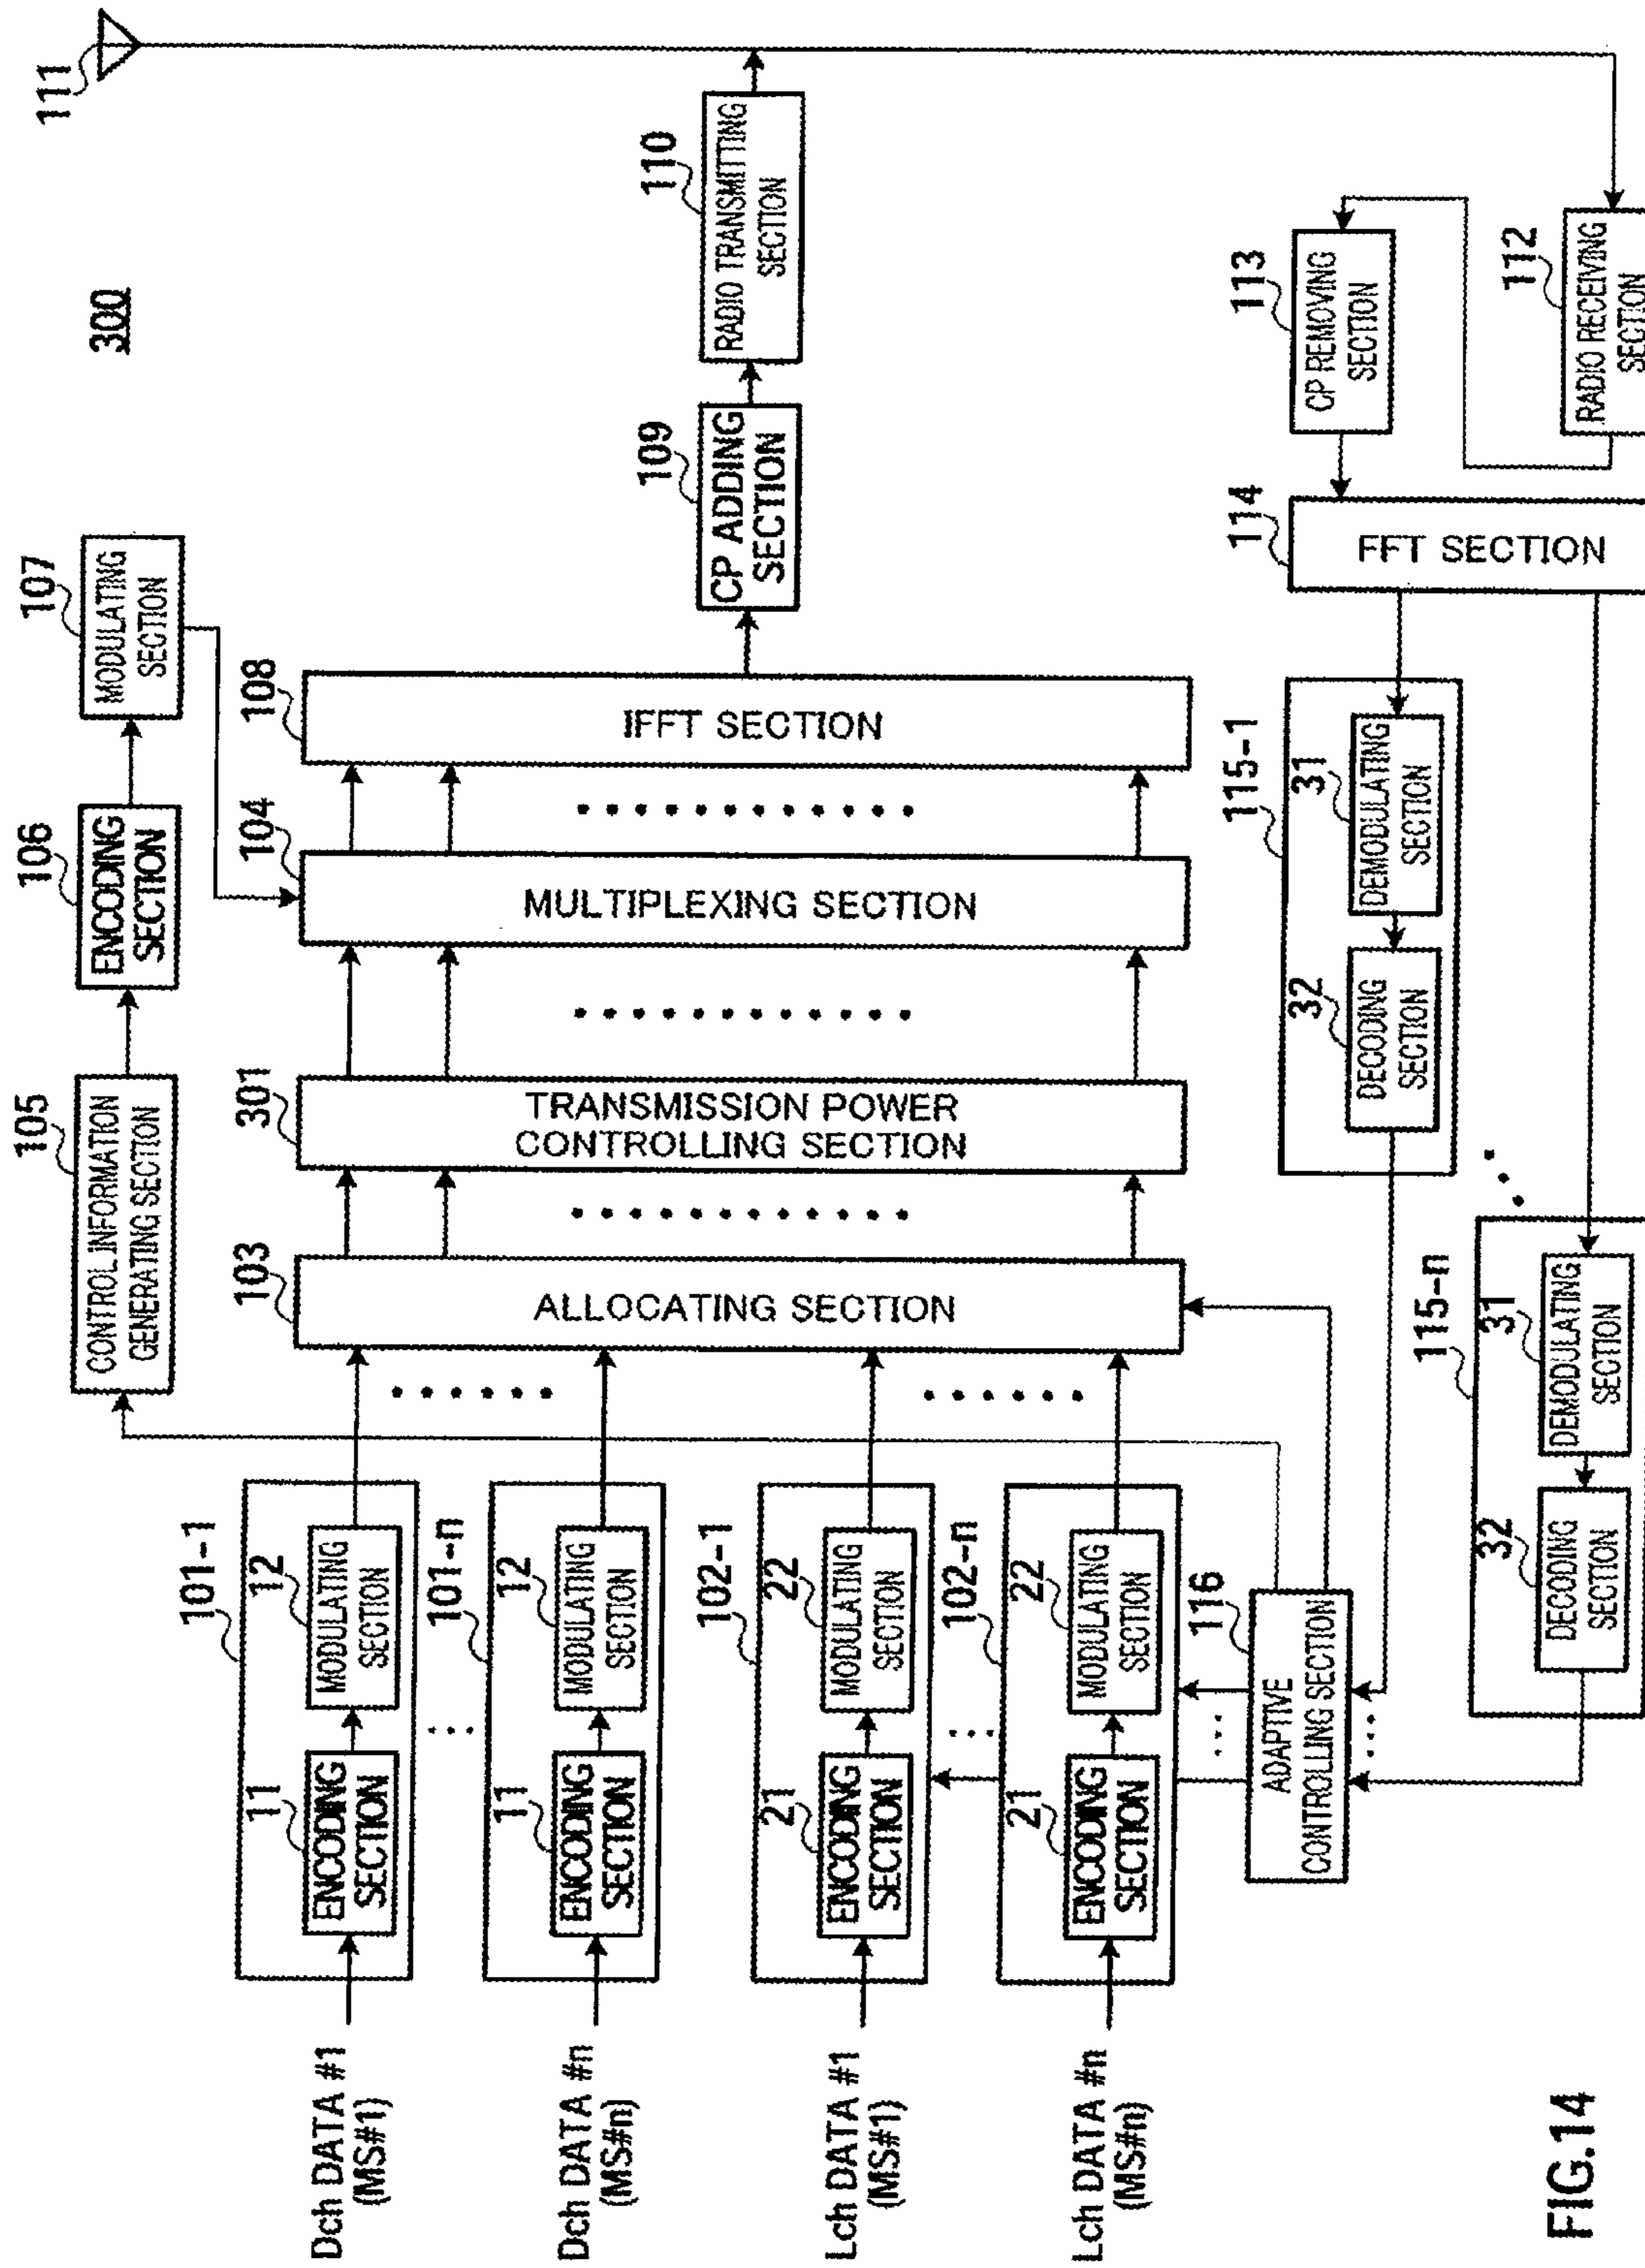 300
111
105
CONTROL INFORMATION
GENERATING SECTION
106
ENCODING
SECTION
107
MODULATING
SECTION
101-1
11
ENCODING
SECTION
12
MODULATING
SECTION
Dch DATA #1
(MS#1)
101-n
11
ENCODING
SECTION
12
MODULATING
SECTION
Dch DATA #n
(MS#n)
102-1
21
ENCODING
SECTION
22
MODULATING
SECTION
Lch DATA #1
(MS#1)
102-n
21
ENCODING
SECTION
22
MODULATING
SECTION
Lch DATA #n
(MS#n)
103
ALLOCATING SECTION
301
TRANSMISSION POWER
CONTROLLING SECTION
104
MULTIPLEXING SECTION
108
IFFT SECTION
109
CP ADDING
SECTION
110
RADIO TRANSMITTING
SECTION
116
ADAPTIVE
CONTROLLING SECTION
115-1
32
DECODING
SECTION
31
DEMODULATING
SECTION
115-n
32
DECODING
SECTION
31
DEMODULATING
SECTION
114
FFT SECTION
113
CP REMOVING
SECTION
112
RADIO RECEIVING
SECTION
FIG.14